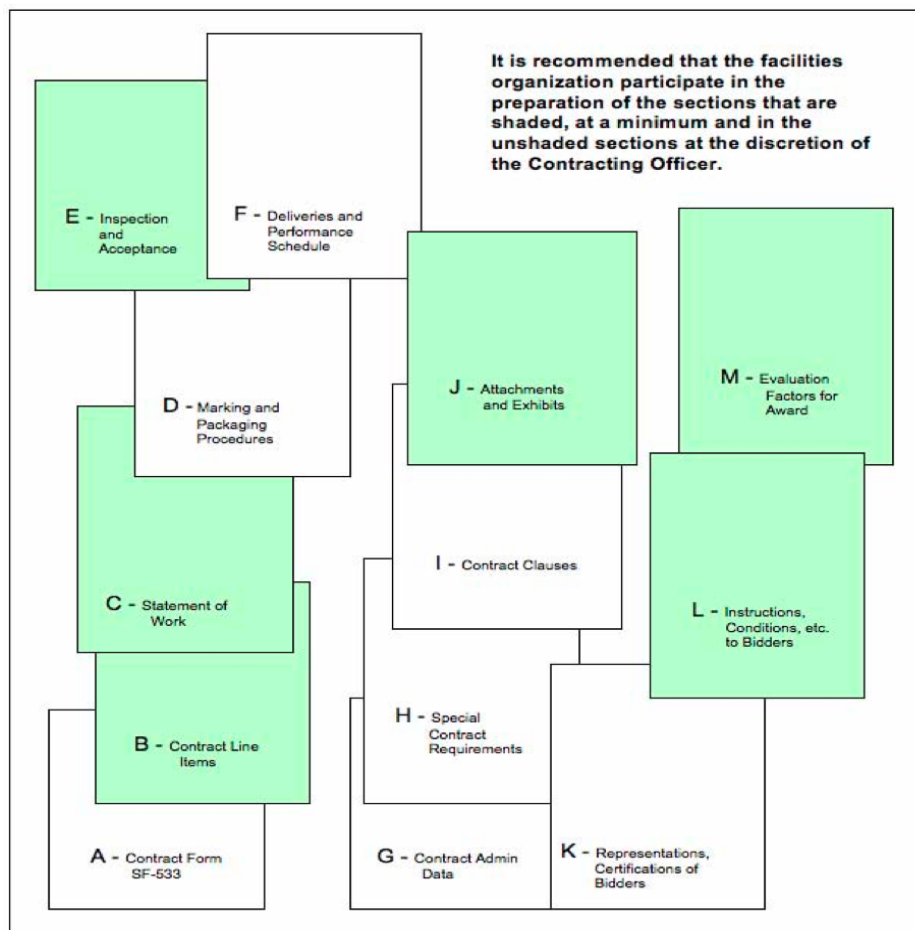 It is recommended that the facilities
organization participate in the
preparation of the sections that are
shaded, at a minimum and in the
unshaded sections at the discretion of
the Contracting Officer.
E - Inspection
and
Acceptance
F - Deliveries and
Performance
Schedule
D - Marking and
Packaging
Procedures
C - Statement of
Work
B - Contract Line
Items
A - Contract Form
SF-533
J - Attachments
and Exhibits
I - Contract Clauses
H - Special
Contract
Requirements
G - Contract Admin
Data
M - Evaluation
Factors for
Award
L - Instructions,
Conditions, etc.
to Bidders
K - Representations,
Certifications of
Bidders